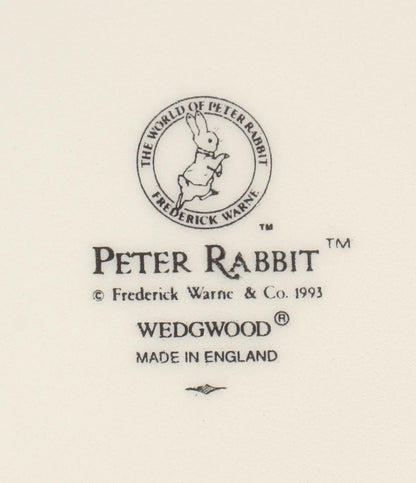 THE WORLD OF PETER RABBIT
FREDERICK WARNE
TM
PETER RABBIT TM
© Frederick Warne & Co. 1993
WEDGWOOD®
MADE IN ENGLAND